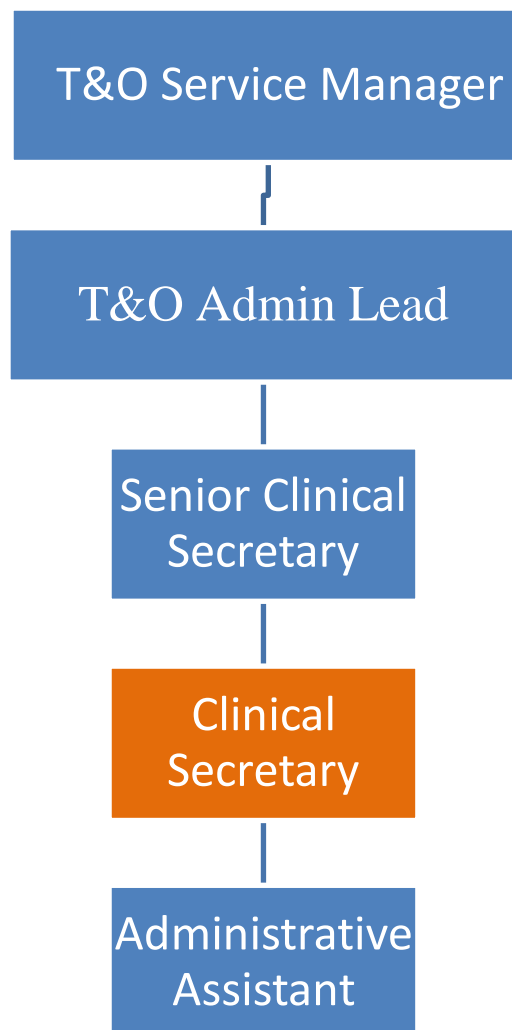 T&O Service Manager
T&O Admin Lead
Senior Clinical
Secretary
Clinical
Secretary
Administrative
Assistant